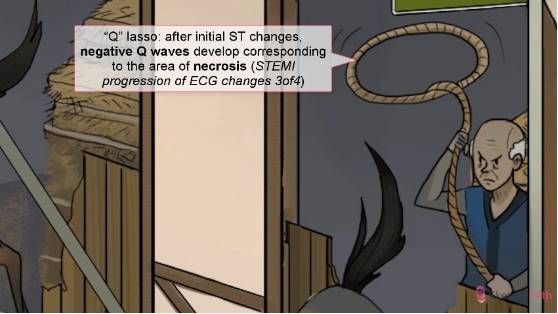 “Q” lasso: after initial ST changes,
negative Q waves develop corresponding
to the area of necrosis (STEMI
progression of ECG changes 3of4)